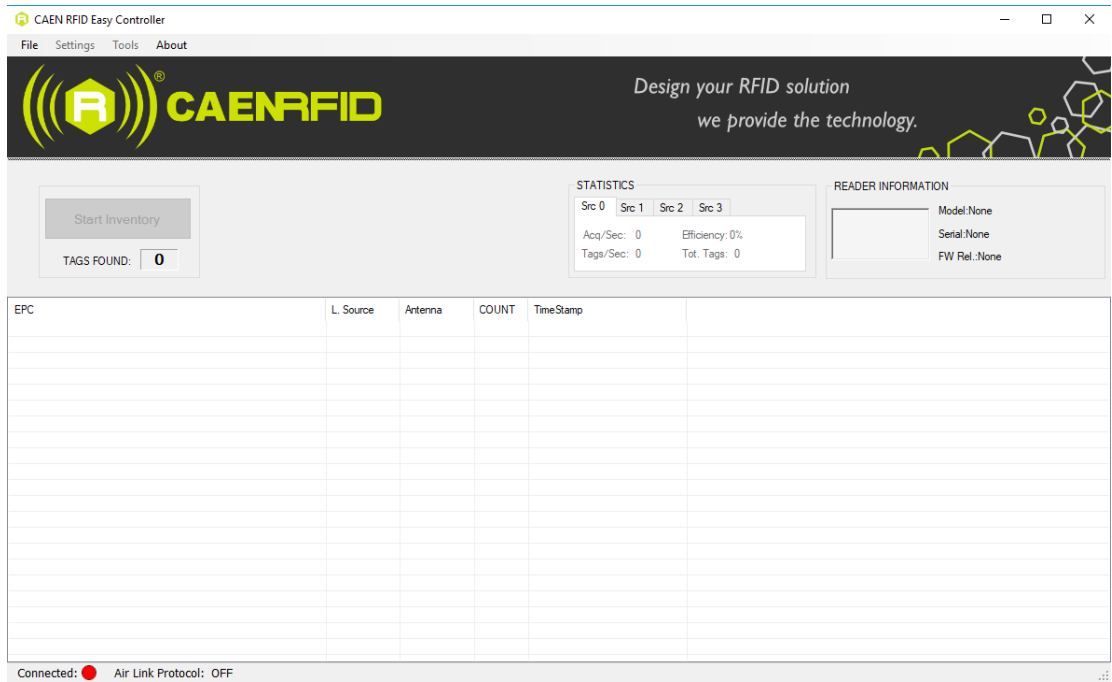 CAEN RFID Easy Controller
File Settings Tools About
R ® CAENRFID
Design your RFID solution
we provide the technology.
Start Inventory
TAGS FOUND: 0
STATISTICS
Src 0 Src 1 Src 2 Src 3
Acq/Sec: 0 Efficiency: 0%
Tags/Sec: 0 Tot. Tags: 0
READER INFORMATION
Model:None
Serial:None
FW Rel.:None
EPC L. Source Antenna COUNT TimeStamp
Connected: Air Link Protocol: OFF